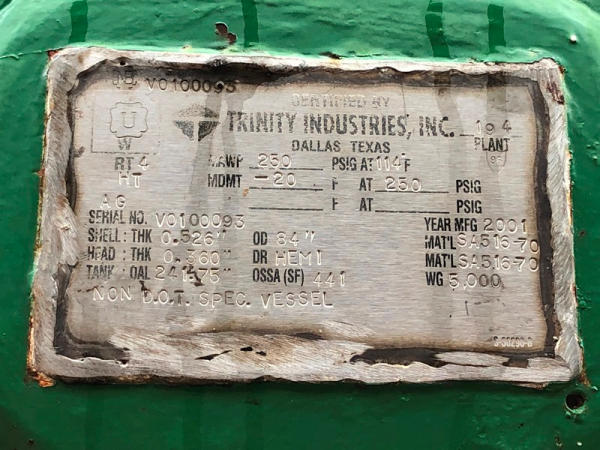 V0100093
CERTIFIED BY
U
W
TRINITY INDUSTRIES, INC. 194
DALLAS TEXAS PLANT
RT 4 MAWP 250 PSIG AT 114 F
HT MDMT -20 F AT 250 PSIG
F AT PSIG
AG
SERIAL NO. V0100093 YEAR MFG 2001
SHELL: THK 0.526" OD 84" MAT'L SA516-70
HEAD: THK 0.360" DR HEMI MAT'L SA516-70
TANK: OAL 241.75" OSSA (SF) 441 WG 5,000
NON D.O.T. SPEC. VESSEL